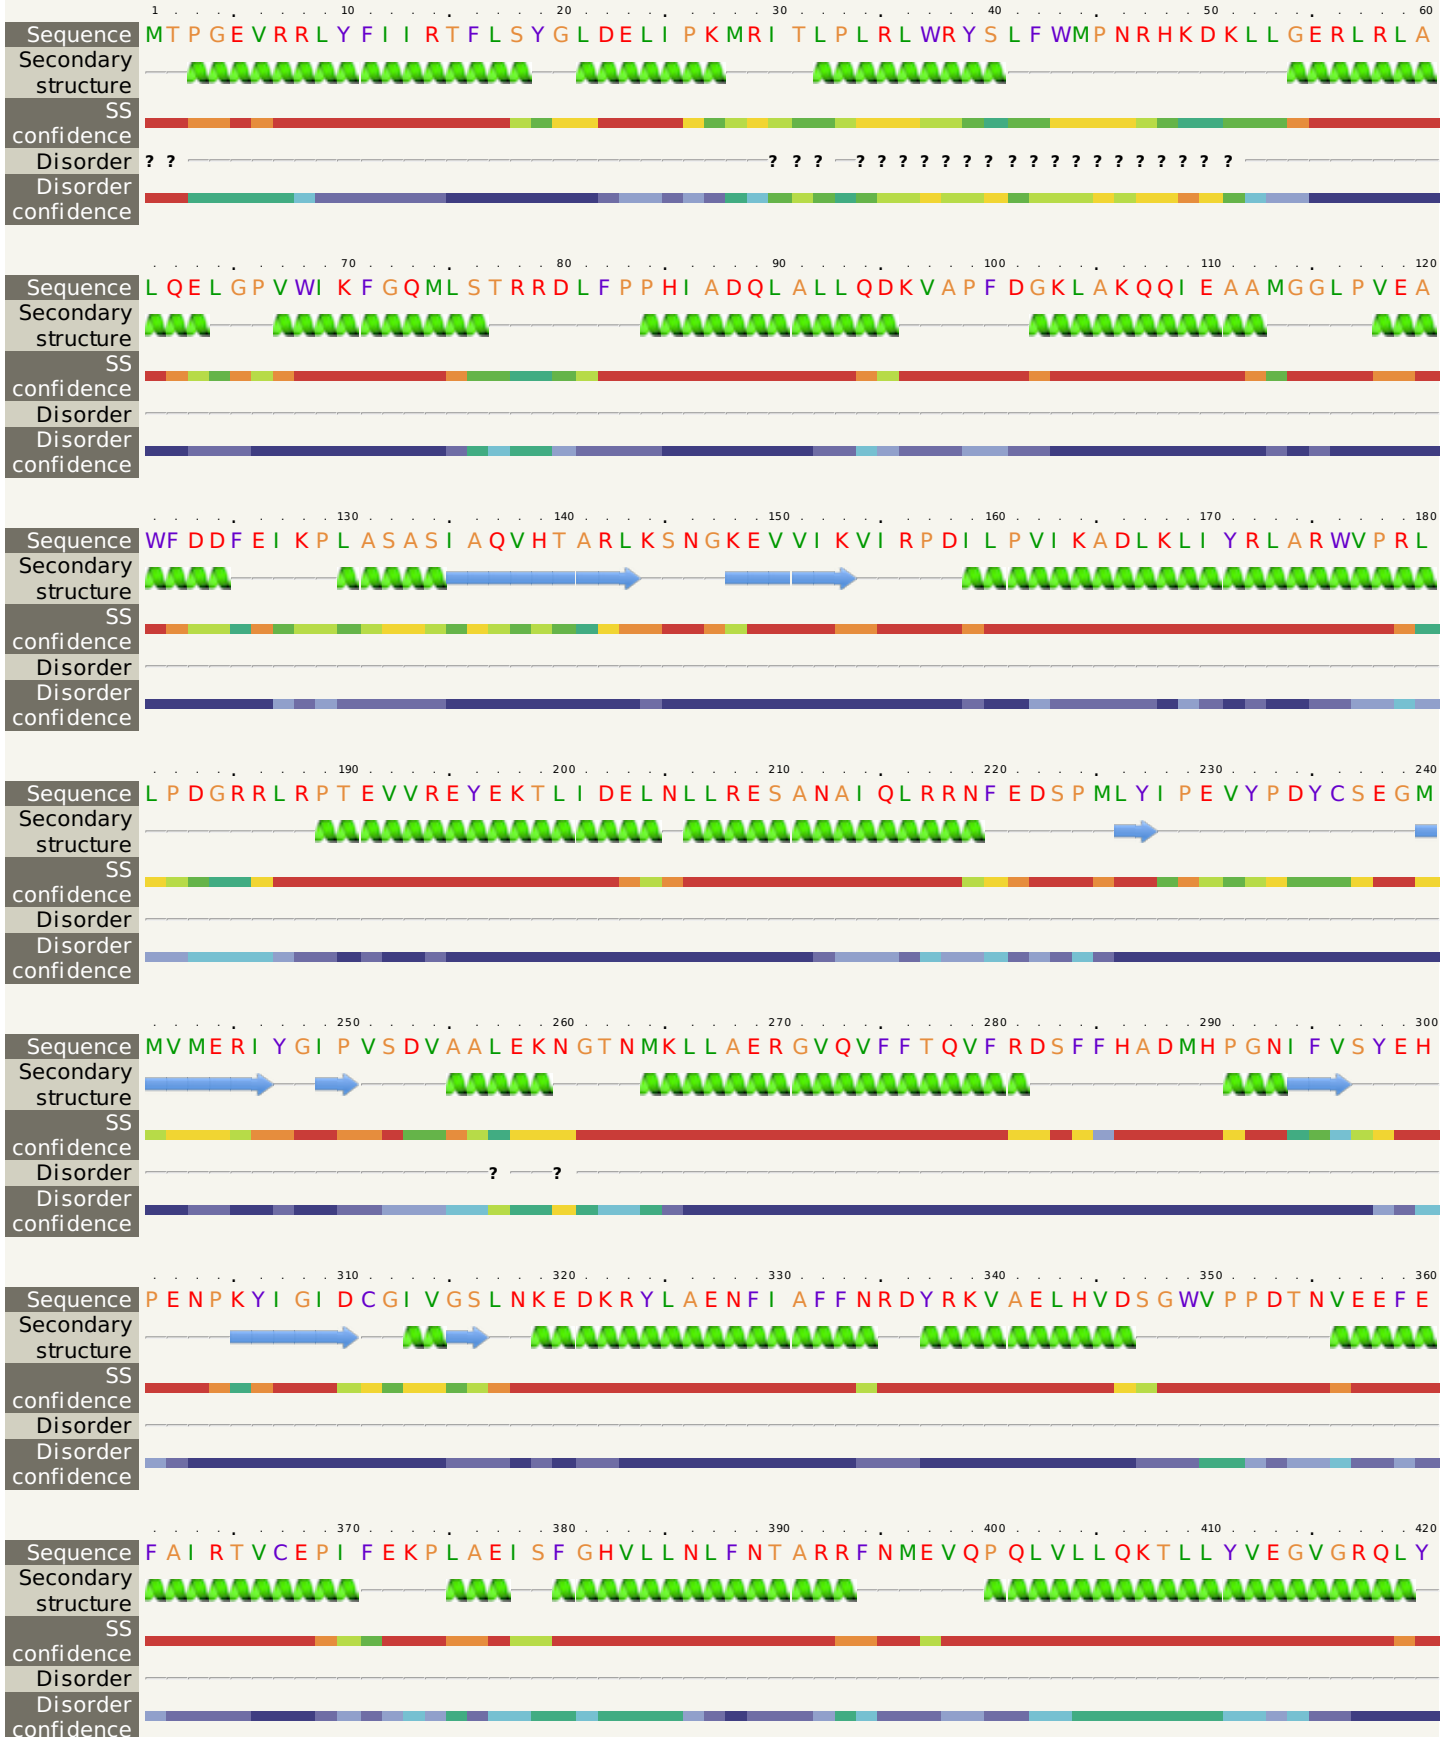 1 10 20 30 40 50 60
Sequence MTPGEVRRLYFIIRTFLSYGLDELIPKMRITLPLRLWRYSLFWMPNRHKDKLLGERLRLA
Secondary
structure
SS
confidence
Disorder ? ? ? ? ? ? ? ? ? ? ? ? ? ? ? ? ? ? ? ? ? ? ?
Disorder
confidence
70 80 90 100 110 120
Sequence LQELGPVWIKFGQMLSTRRDLFPPHIADQLALLQDKVAPFDGKLAKQQIEAAMGGLPVEA
Secondary
structure
SS
confidence
Disorder
Disorder
confidence
130 140 150 160 170 180
Sequence WFDDFEIKPLASASIAQVHTARLKSNGKEVVIKVIRPDILPVIKADLKLIYRLARWVPRL
Secondary
structure
SS
confidence
Disorder
Disorder
confidence
190 200 210 220 230 240
Sequence LPDGRRLRPTEVVREYEKTLIDELNLLRESANAIQLRRNFEDSPMLYIPEVYPDYCSEGM
Secondary
structure
SS
confidence
Disorder
Disorder
confidence
250 260 270 280 290 300
Sequence MVMERIYGIPVSDVAALEKNGTNMKLLAERGVQVFFTQVFRDSFFHADMHPGNIFVSYEH
Secondary
structure
SS
confidence
Disorder ? ?
Disorder
confidence
310 320 330 340 350 360
Sequence PENPKYIGIDCGIVGSLNKEDKRYLAENFIAFFNRDYRKVAELHVDSGWVPPDTNVEEFE
Secondary
structure
SS
confidence
Disorder
Disorder
confidence
370 380 390 400 410 420
Sequence FAIRTVCEPIFEKPLAEISFGHVLLNLFNTARRFNMEVQPQLVLLQKTLLYVEGVGRQLY
Secondary
structure
SS
confidence
Disorder
Disorder
confidence